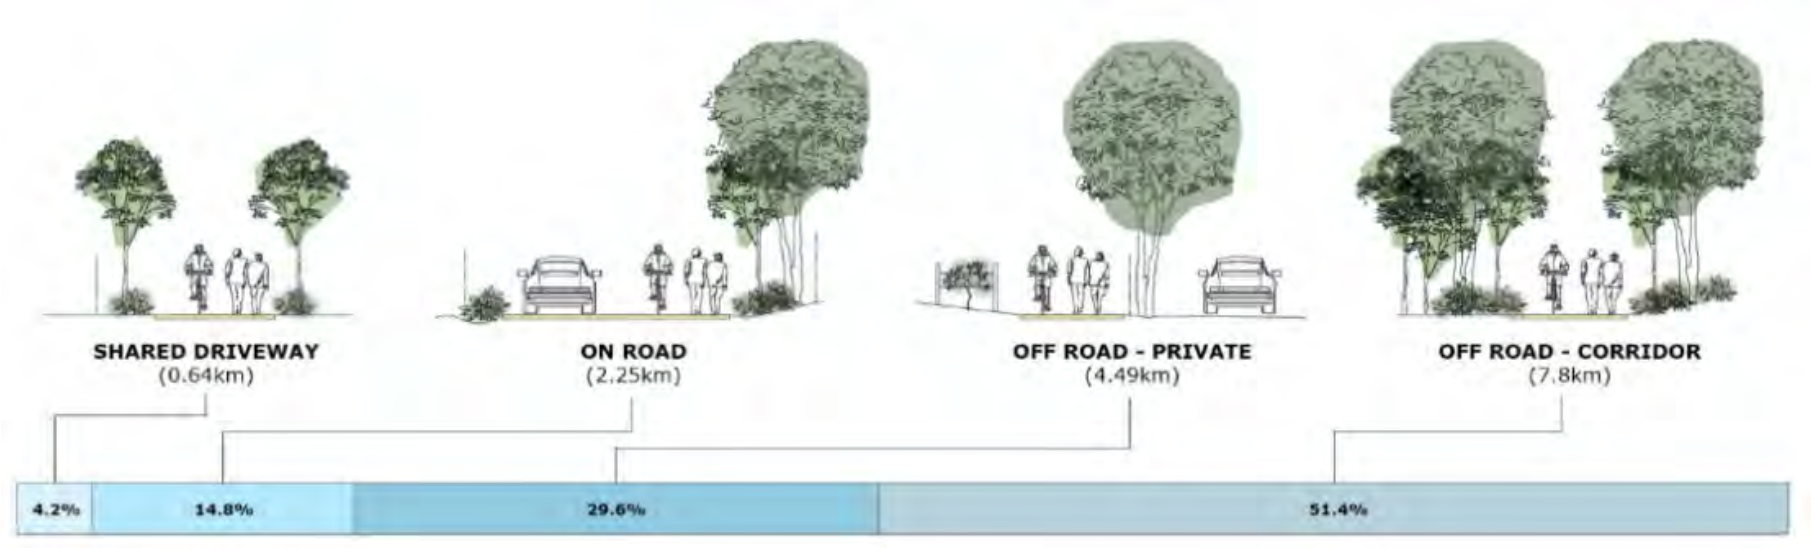 SHARED DRIVEWAY
(0.64km)
ON ROAD
(2.25km)
OFF ROAD - PRIVATE
(4.49km)
OFF ROAD - CORRIDOR
(7.8km)
4.2%
14.8%
29.6%
51.4%